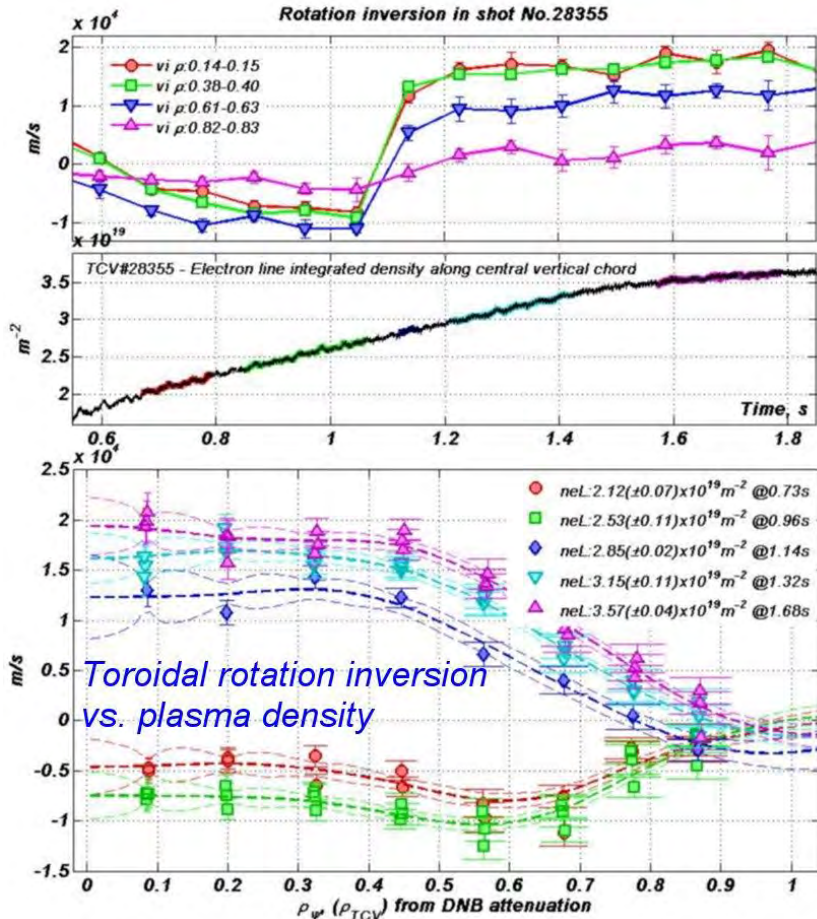 Rotation inversion in shot No.28355
x 10⁴
2
1
0
-1
m/s
vi ρ:0.14-0.15
vi ρ:0.38-0.40
vi ρ:0.61-0.63
vi ρ:0.82-0.83
x 10¹⁹
TCV#28355 - Electron line integrated density along central vertical chord
3.5
3
2.5
2
m⁻²
Time, s
0.6 0.8 1 1.2 1.4 1.6 1.8
x 10⁴
2.5
2
1.5
1
0.5
0
-0.5
-1
-1.5
m/s
neL:2.12(±0.07)x10¹⁹m⁻² @0.73s
neL:2.53(±0.11)x10¹⁹m⁻² @0.96s
neL:2.85(±0.02)x10¹⁹m⁻² @1.14s
neL:3.15(±0.11)x10¹⁹m⁻² @1.32s
neL:3.57(±0.04)x10¹⁹m⁻² @1.68s
Toroidal rotation inversion
vs. plasma density
0 0.1 0.2 0.3 0.4 0.5 0.6 0.7 0.8 0.9 1
(ρTCV) from DNB attenuation